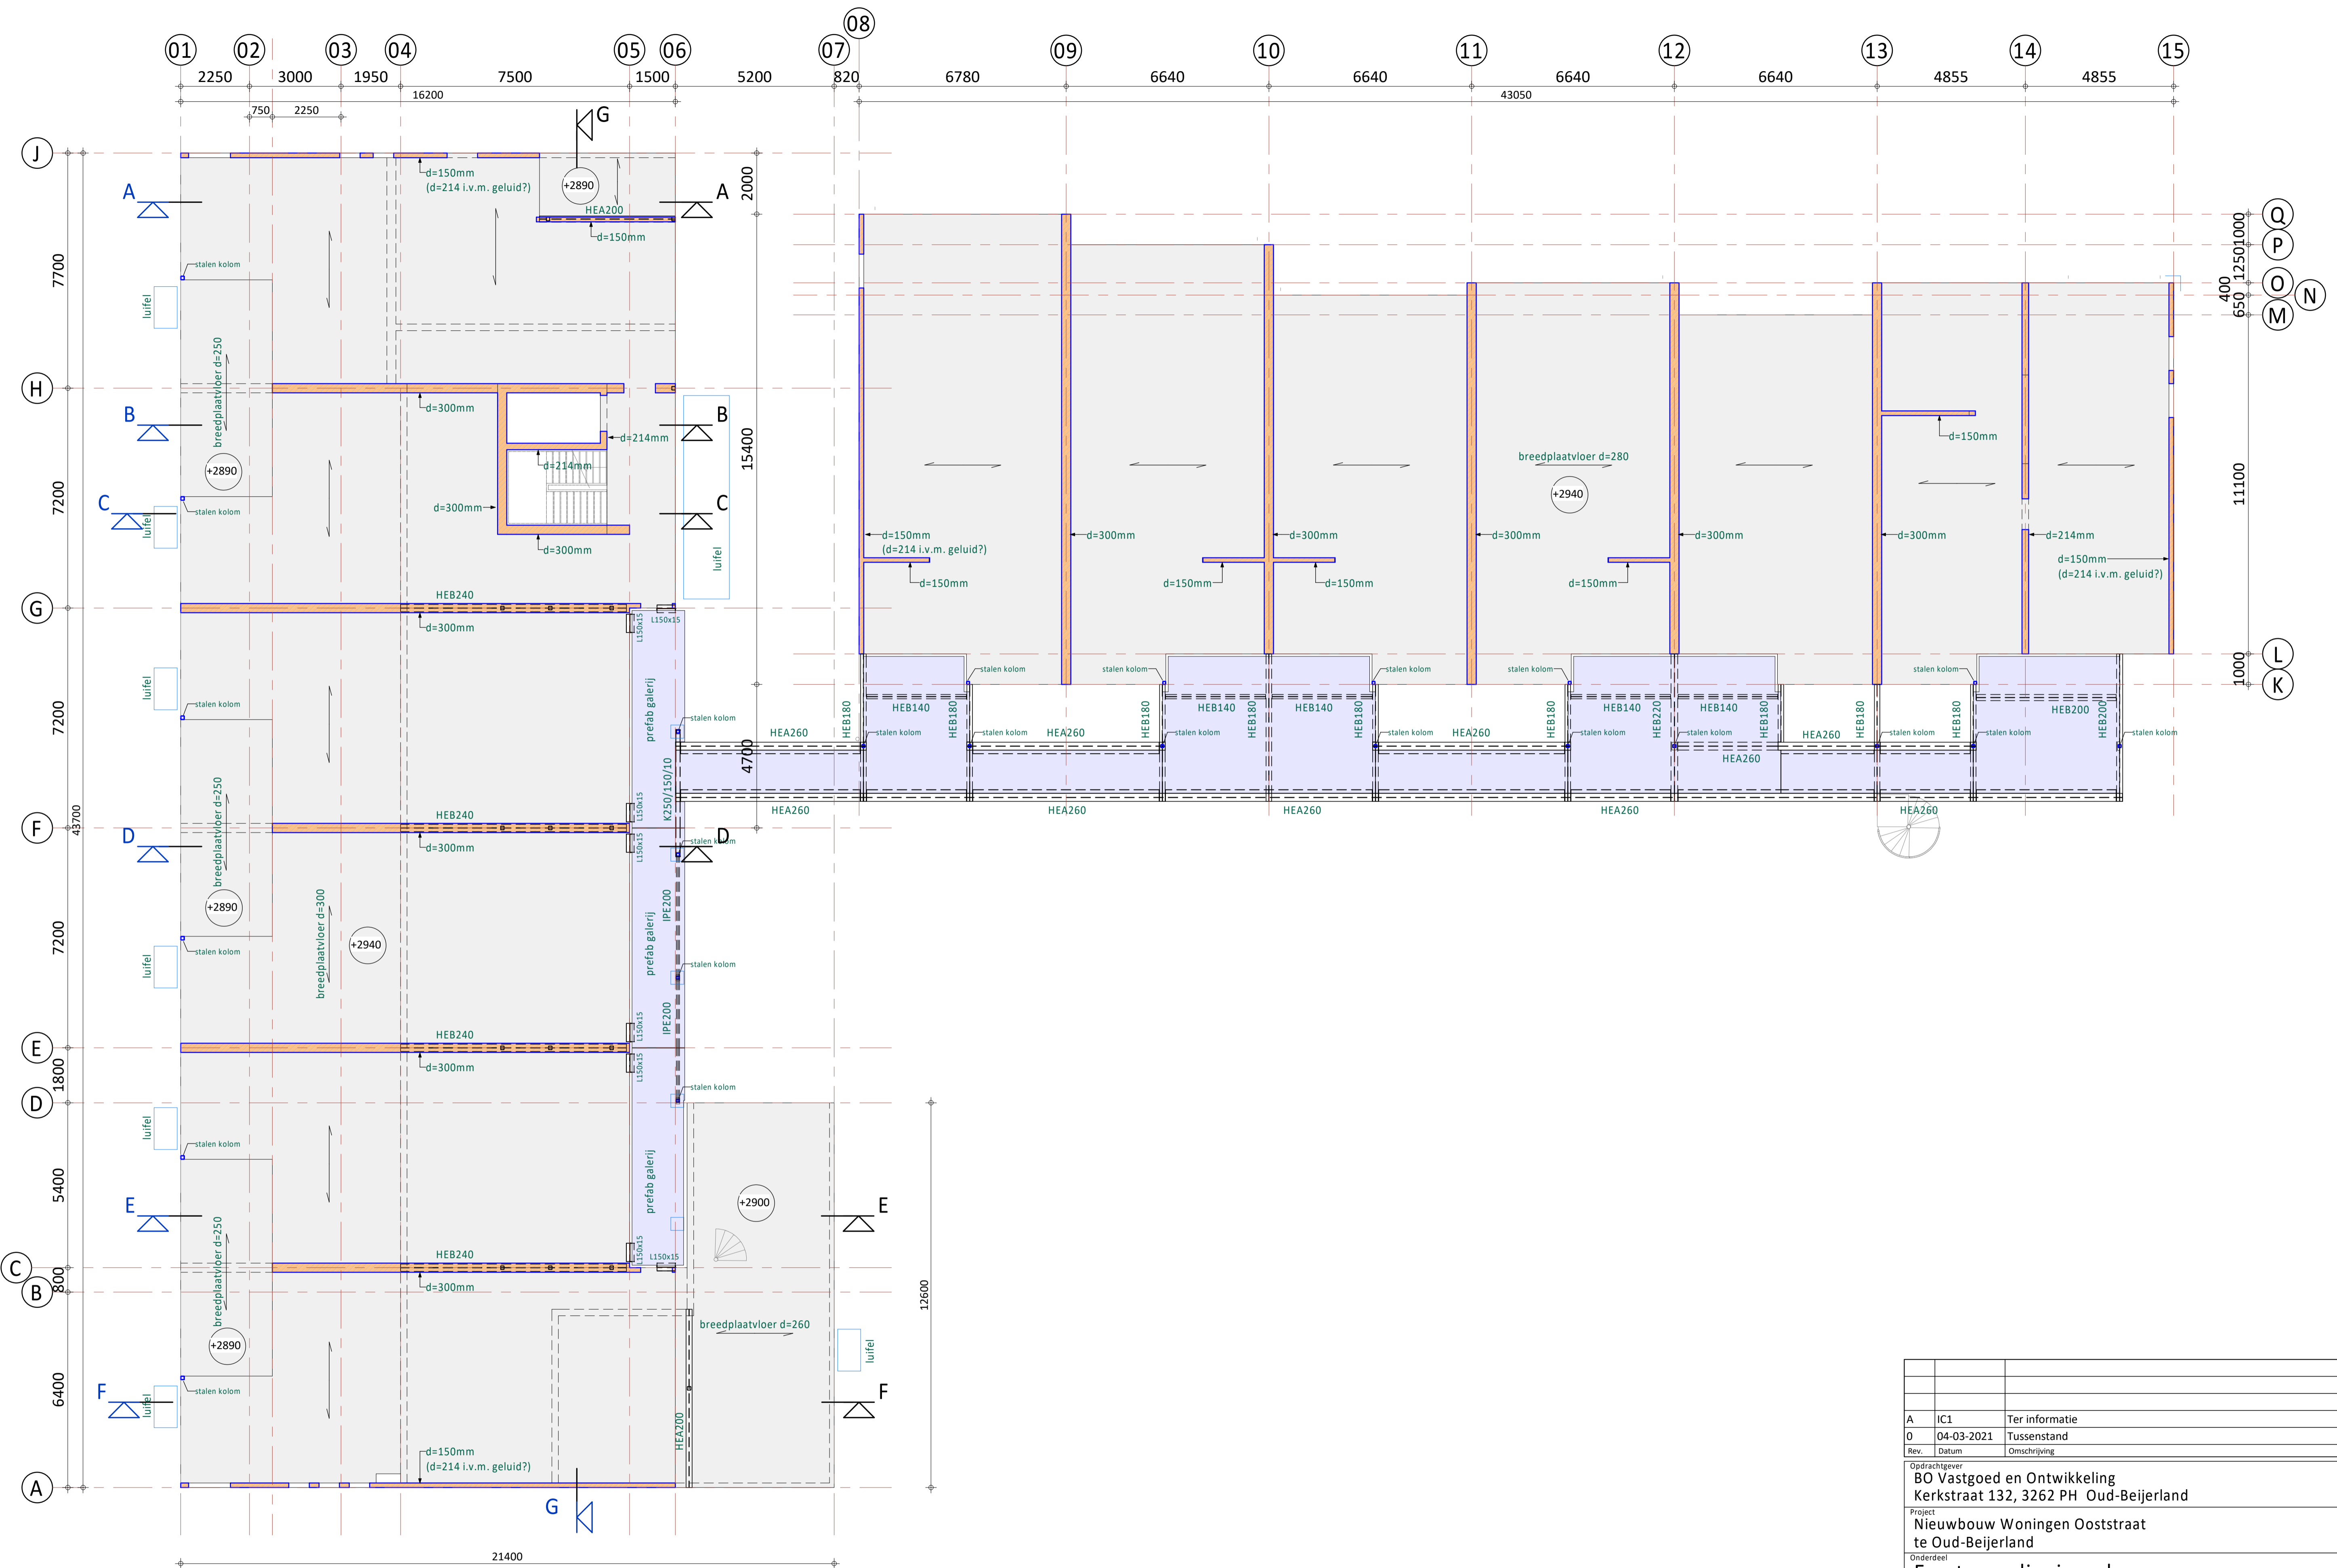 08
01 02 03 04 05 06 07 09 10 11 12 13 14 15
2250 3000 1950 7500 1500 5200 820 6780 6640 6640 6640 6640 4855 4855
16200 43050
750 2250
G
J
A A
d=150mm
(d=214 i.v.m. geluid?)
+2890
HEA200
d=150mm
2000
Q
P
O
N
M
1000
1250
400
650
7700
stalen kolom
luifel
breedplaatvloer d=250
H
d=300mm
B B
d=214mm
d=214mm
+2890
15400
breedplaatvloer d=280
+2940
d=150mm
11100
7200
C C
stalen kolom
luifel
d=300mm
d=300mm
luifel
d=150mm
(d=214 i.v.m. geluid?)
d=300mm
d=300mm
d=300mm
d=300mm
d=300mm
d=214mm
d=150mm
(d=214 i.v.m. geluid?)
d=150mm
d=150mm
d=150mm
d=150mm
G
HEB240
d=300mm
L150x15
L150x15
L
K
1000
7200
luifel
stalen kolom
prefab galerij
stalen kolom
stalen kolom
stalen kolom
stalen kolom
stalen kolom
stalen kolom
HEB180
HEB140
HEB180
HEB180
HEB140
HEB180
HEB140
HEB180
HEB180
HEB140
HEB220
HEB140
HEB180
HEB180
HEB180
HEB200
HEB200
HEA260
stalen kolom
stalen kolom
HEA260
stalen kolom
stalen kolom
HEA260
stalen kolom
stalen kolom
HEA260
HEA260
stalen kolom
stalen kolom
stalen kolom
4700
K250/150/10
HEA260
HEA260
HEA260
HEA260
HEA260
43700
F
breedplaatvloer d=250
HEB240
d=300mm
L150x15
L150x15
D D
stalen kolom
+2890
7200
breedplaatvloer d=300
+2940
stalen kolom
luifel
prefab galerij
IPE200
stalen kolom
IPE200
E
HEB240
d=300mm
L150x15
L150x15
1800
D
stalen kolom
luifel
stalen kolom
5400
prefab galerij
+2900
E E
breedplaatvloer d=250
C
HEB240
d=300mm
L150x15
L150x15
800
B
12600
breedplaatvloer d=260
+2890
luifel
6400
stalen kolom
luifel
F F
HEA200
d=150mm
(d=214 i.v.m. geluid?)
A
G
21400
A IC1 Ter informatie
0 04-03-2021 Tussenstand
Rev. Datum Omschrijving
Opdrachtgever
BO Vastgoed en Ontwikkeling
Kerkstraat 132, 3262 PH Oud-Beijerland
Project
Nieuwbouw Woningen Ooststraat
te Oud-Beijerland
Onderdeel